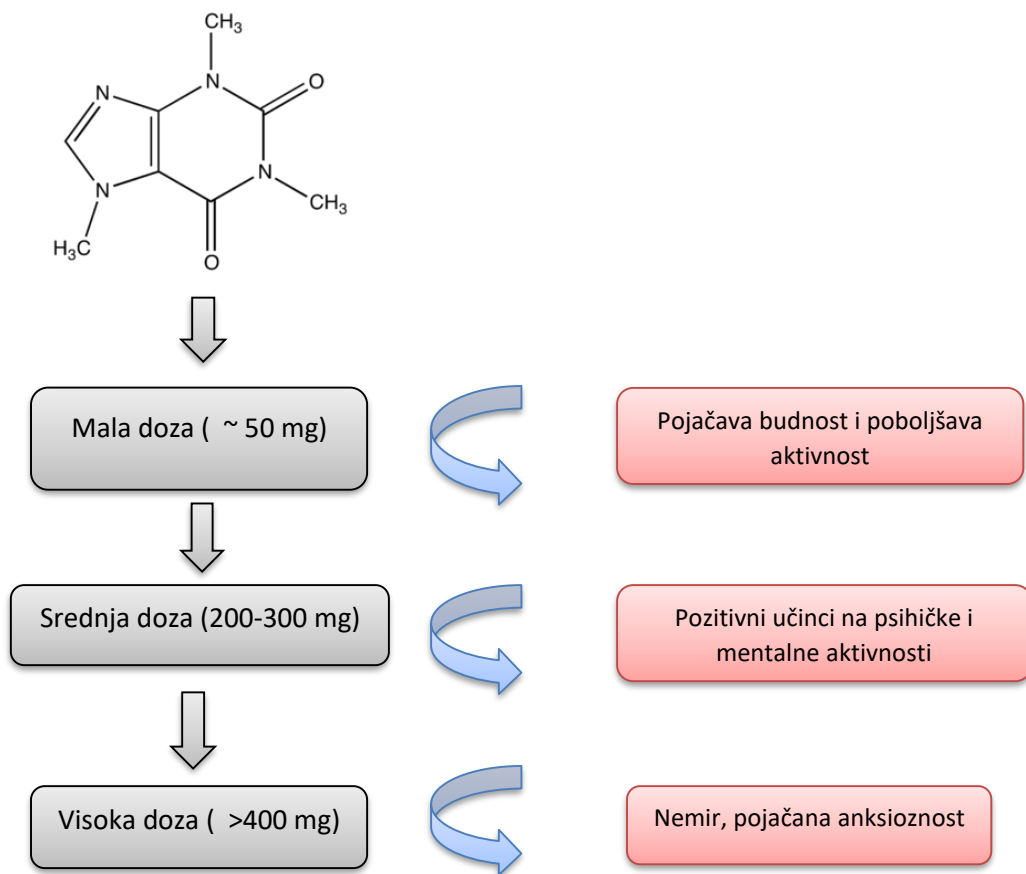 CH3
N
N
O
N
N
CH3
H3C
O
Mala doza ( ~ 50 mg)
Pojačava budnost i poboljšava
aktivnost
Srednja doza (200-300 mg)
Pozitivni učinci na psihičke i
mentalne aktivnosti
Visoka doza ( >400 mg)
Nemir, pojačana anksioznost